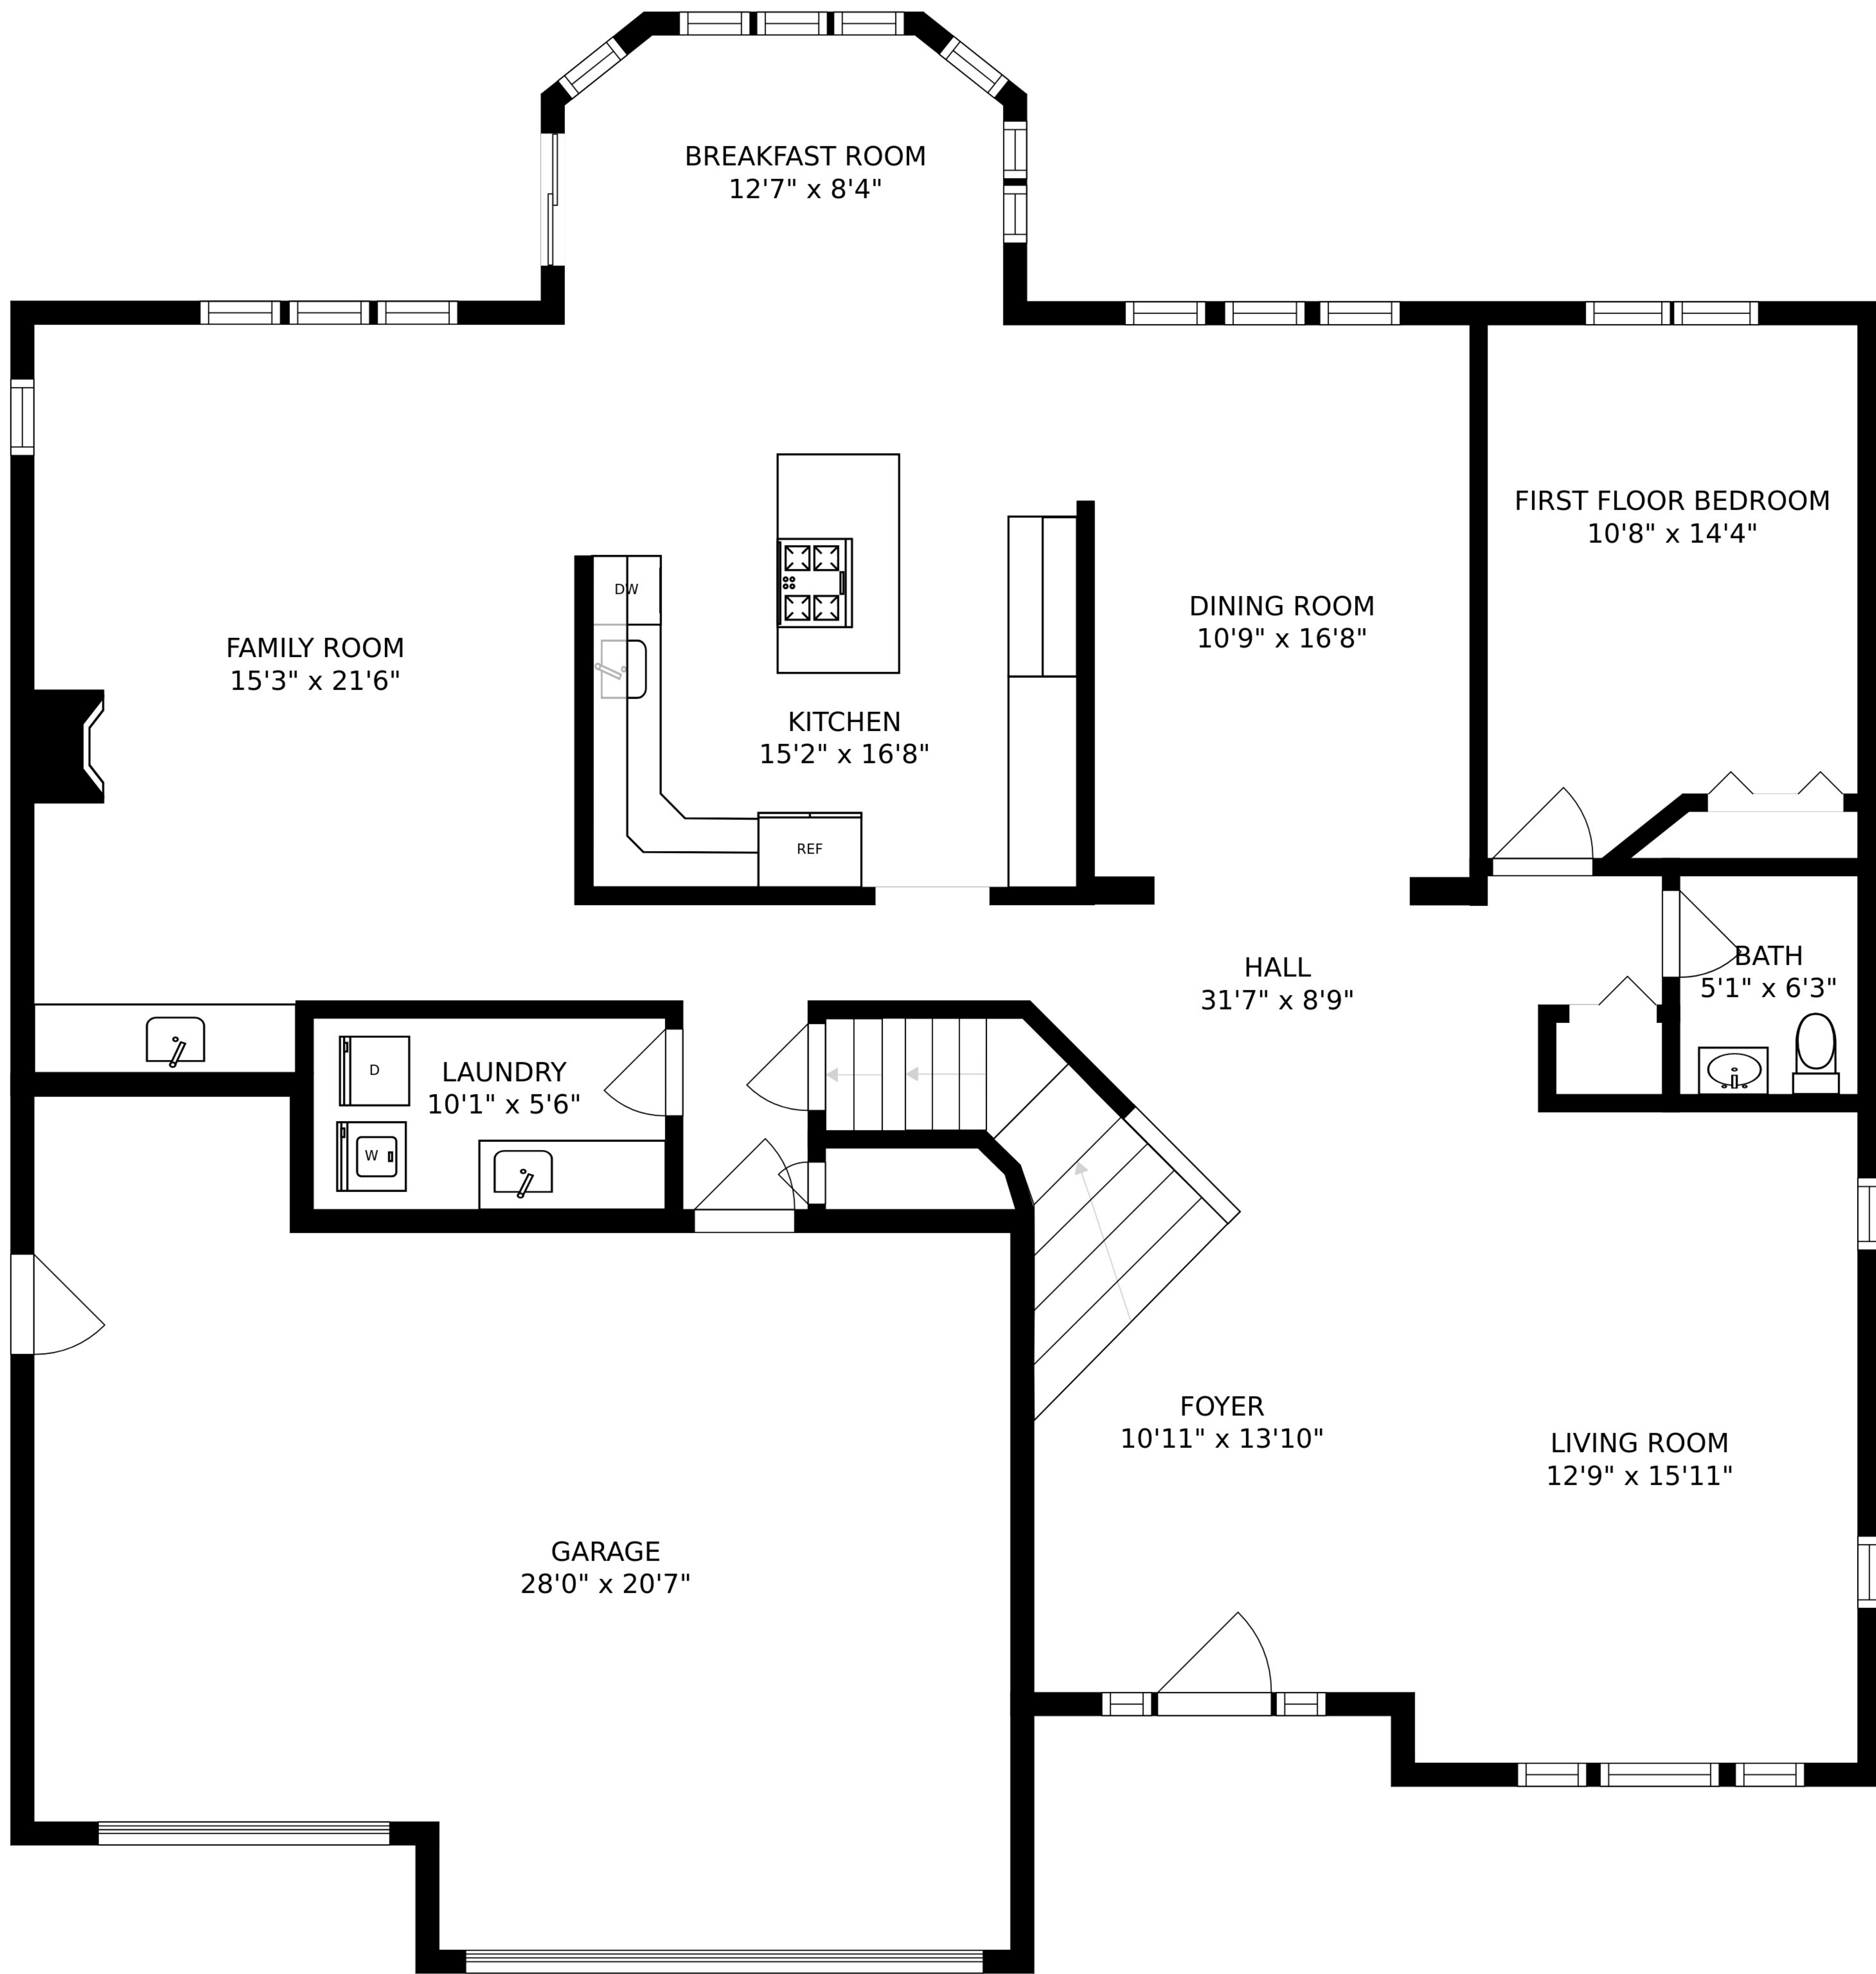 BREAKFAST ROOM
12'7" x 8'4"
FIRST FLOOR BEDROOM
10'8" x 14'4"
DW
DINING ROOM
10'9" x 16'8"
FAMILY ROOM
15'3" x 21'6"
KITCHEN
15'2" x 16'8"
REF
BATH
5'1" x 6'3"
HALL
31'7" x 8'9"
D
LAUNDRY
10'1" x 5'6"
W
FOYER
10'11" x 13'10"
LIVING ROOM
12'9" x 15'11"
GARAGE
28'0" x 20'7"